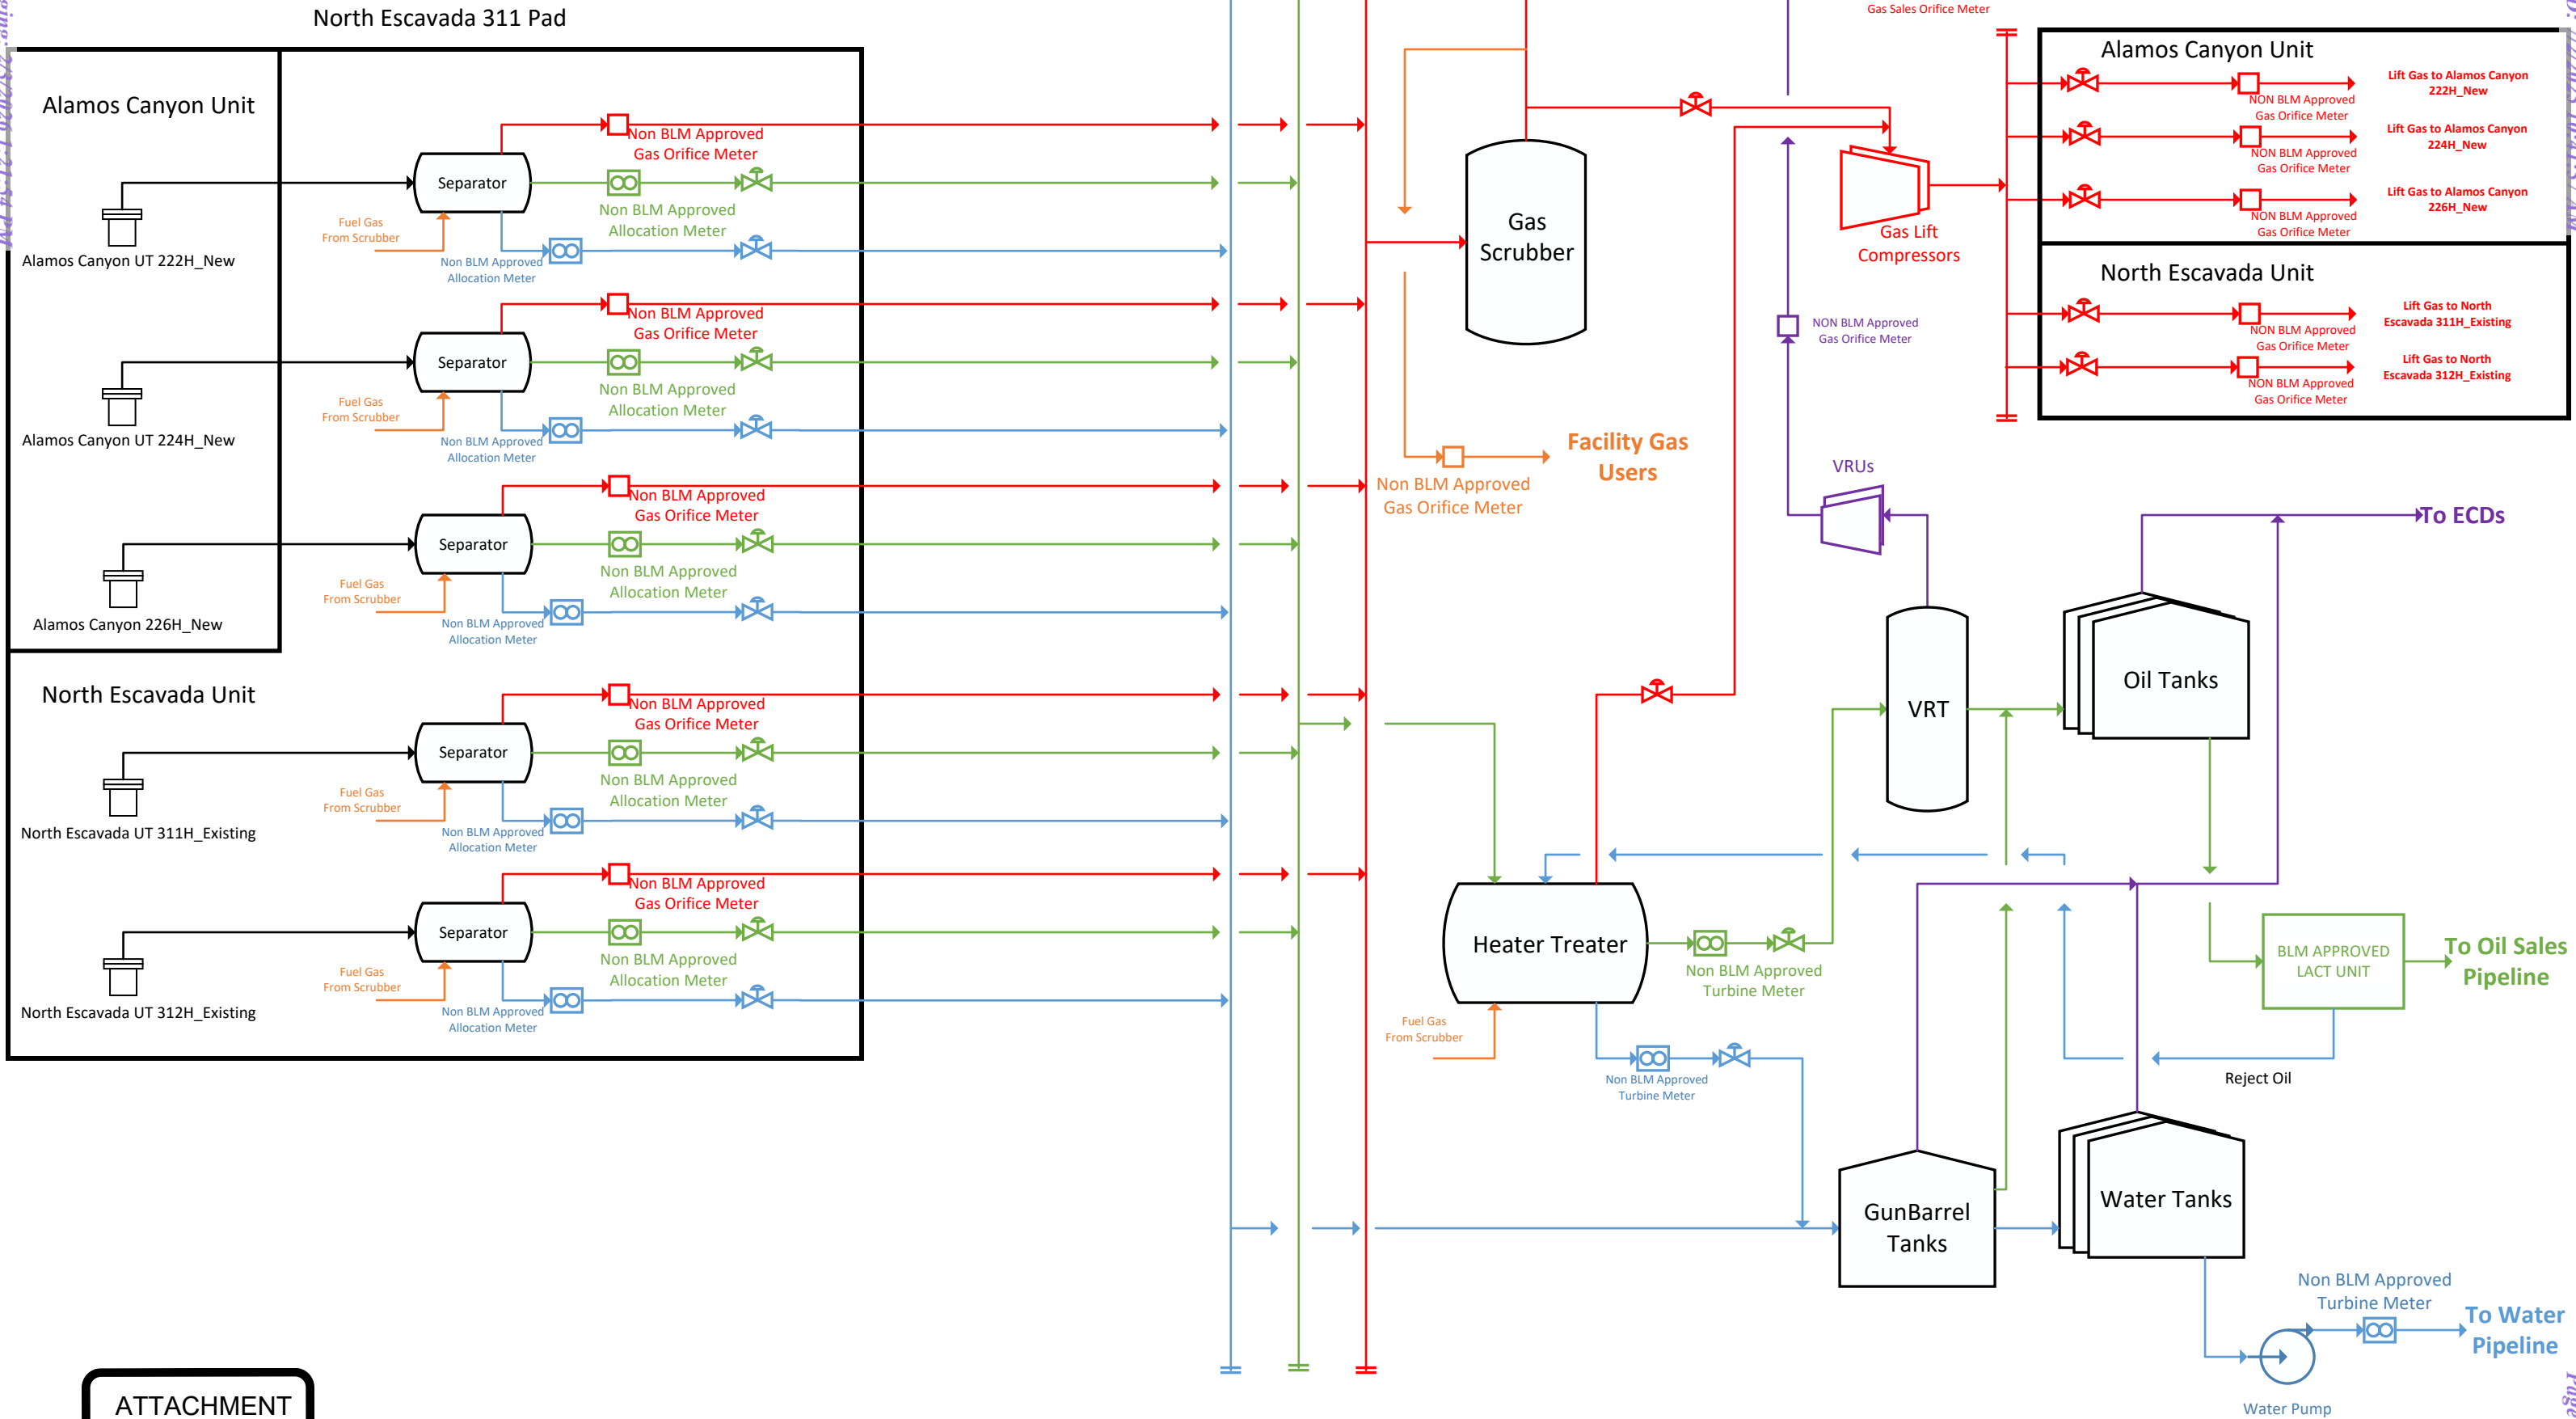 North Escavada 311 Pad
Alamos Canyon Unit
Separator
Fuel Gas
From Scrubber
Non BLM Approved
Gas Orifice Meter
Non BLM Approved
Allocation Meter
Non BLM Approved
Allocation Meter
Alamos Canyon UT 222H_New
Separator
Fuel Gas
From Scrubber
Non BLM Approved
Gas Orifice Meter
Non BLM Approved
Allocation Meter
Non BLM Approved
Allocation Meter
Alamos Canyon UT 224H_New
Separator
Fuel Gas
From Scrubber
Non BLM Approved
Gas Orifice Meter
Non BLM Approved
Allocation Meter
Non BLM Approved
Allocation Meter
Alamos Canyon 226H_New
North Escavada Unit
Separator
Fuel Gas
From Scrubber
Non BLM Approved
Gas Orifice Meter
Non BLM Approved
Allocation Meter
Non BLM Approved
Allocation Meter
North Escavada UT 311H_Existing
Separator
Fuel Gas
From Scrubber
Non BLM Approved
Gas Orifice Meter
Non BLM Approved
Allocation Meter
Non BLM Approved
Allocation Meter
North Escavada UT 312H_Existing
ATTACHMENT
Gas Sales Orifice Meter
Gas
Scrubber
Gas Lift
Compressors
Alamos Canyon Unit
NON BLM Approved
Gas Orifice Meter
Lift Gas to Alamos Canyon
222H_New
NON BLM Approved
Gas Orifice Meter
Lift Gas to Alamos Canyon
224H_New
NON BLM Approved
Gas Orifice Meter
Lift Gas to Alamos Canyon
226H_New
North Escavada Unit
NON BLM Approved
Gas Orifice Meter
Lift Gas to North
Escavada 311H_Existing
NON BLM Approved
Gas Orifice Meter
Lift Gas to North
Escavada 312H_Existing
NON BLM Approved
Gas Orifice Meter
Facility Gas
Users
Non BLM Approved
Gas Orifice Meter
VRUs
To ECDs
VRT
Oil Tanks
Heater Treater
Non BLM Approved
Turbine Meter
Fuel Gas
From Scrubber
Non BLM Approved
Turbine Meter
BLM APPROVED
LACT UNIT
To Oil Sales
Pipeline
Reject Oil
GunBarrel
Tanks
Water Tanks
Non BLM Approved
Turbine Meter
To Water
Pipeline
Water Pump
Page